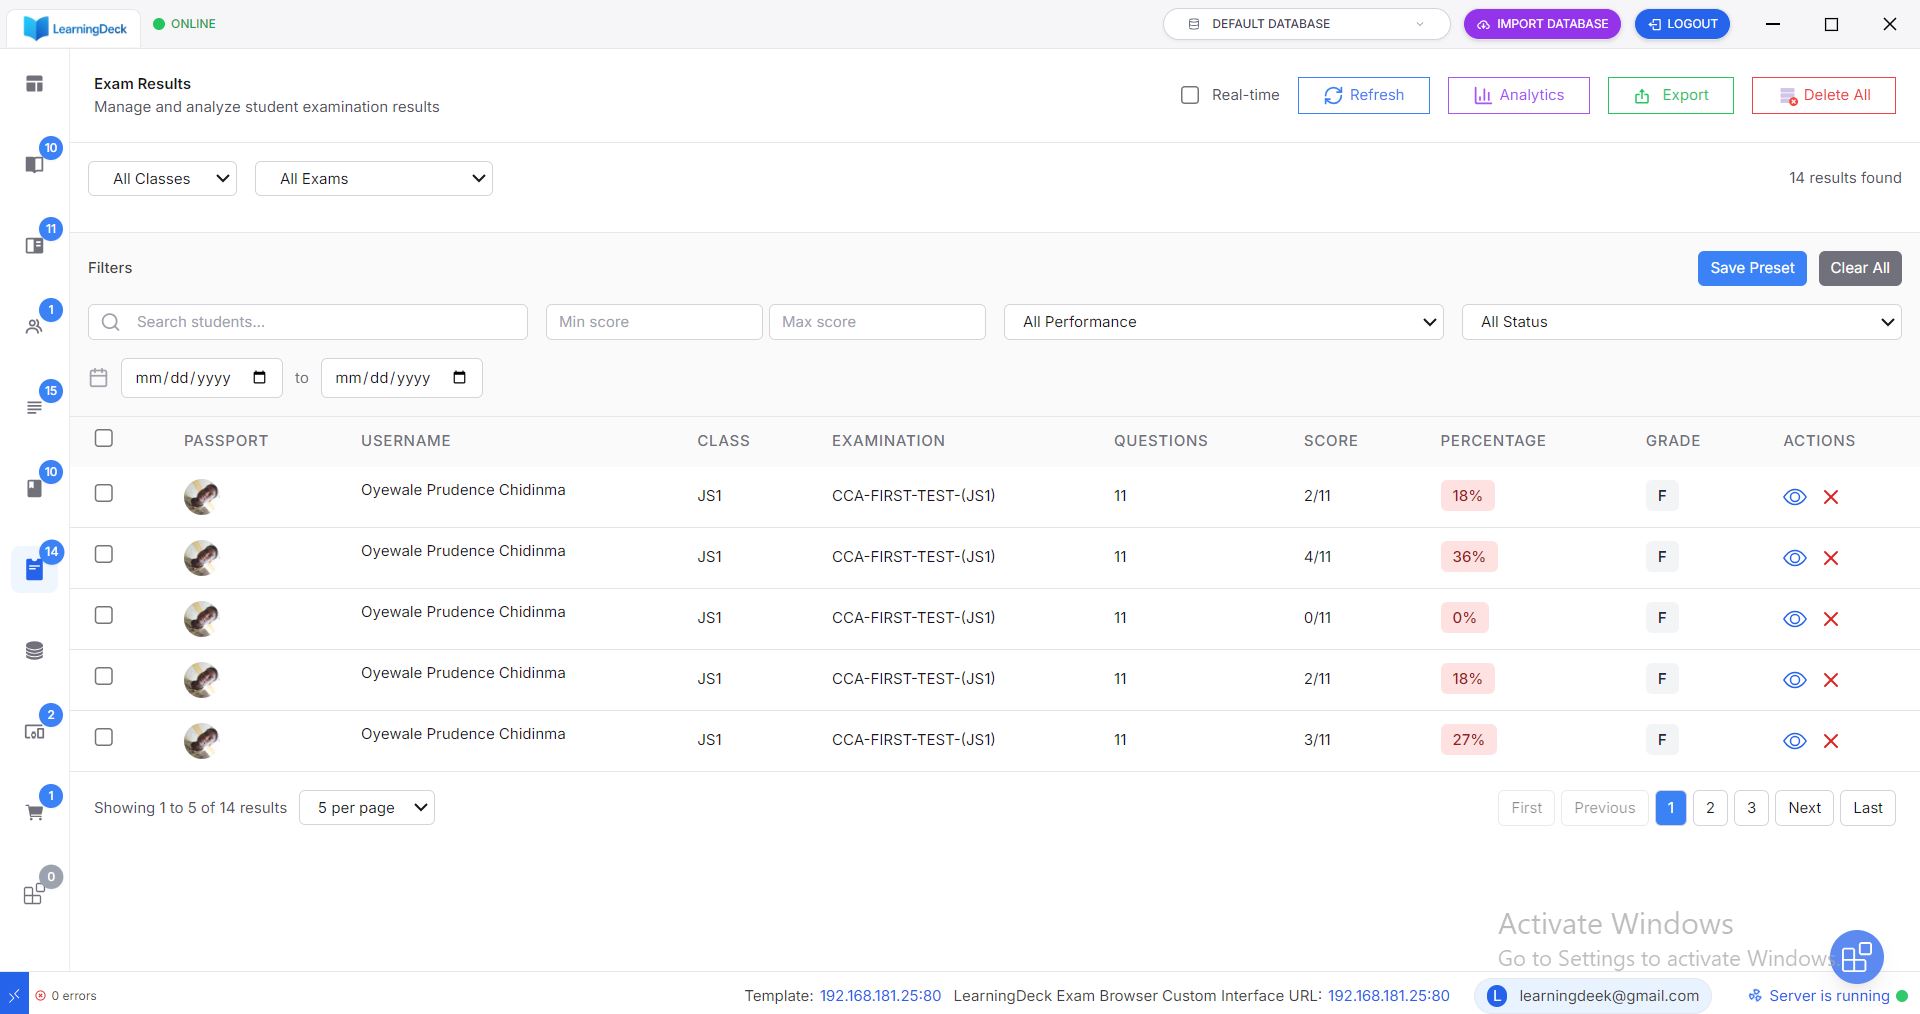 LearningDeck
ONLINE
DEFAULT DATABASE
IMPORT DATABASE
LOGOUT
Exam Results
Manage and analyze student examination results
Real-time
Refresh
Analytics
Export
Delete All
10
11
1
15
10
14
2
1
0
All Classes
All Exams
14 results found
Filters
Save Preset
Clear All
Search students...
Min score
Max score
All Performance
All Status
mm/dd/yyyy to mm/dd/yyyy
PASSPORT USERNAME CLASS EXAMINATION QUESTIONS SCORE PERCENTAGE GRADE ACTIONS
Oyewale Prudence Chidinma JS1 CCA-FIRST-TEST-(JS1) 11 2/11 18% F
Oyewale Prudence Chidinma JS1 CCA-FIRST-TEST-(JS1) 11 4/11 36% F
Oyewale Prudence Chidinma JS1 CCA-FIRST-TEST-(JS1) 11 0/11 0% F
Oyewale Prudence Chidinma JS1 CCA-FIRST-TEST-(JS1) 11 2/11 18% F
Oyewale Prudence Chidinma JS1 CCA-FIRST-TEST-(JS1) 11 3/11 27% F
Showing 1 to 5 of 14 results
5 per page
First Previous 1 2 3 Next Last
Activate Windows
Go to Settings to activate Windows.
0 errors
Template: 192.168.181.25:80 LearningDeck Exam Browser Custom Interface URL: 192.168.181.25:80
L learningdeek@gmail.com
Server is running